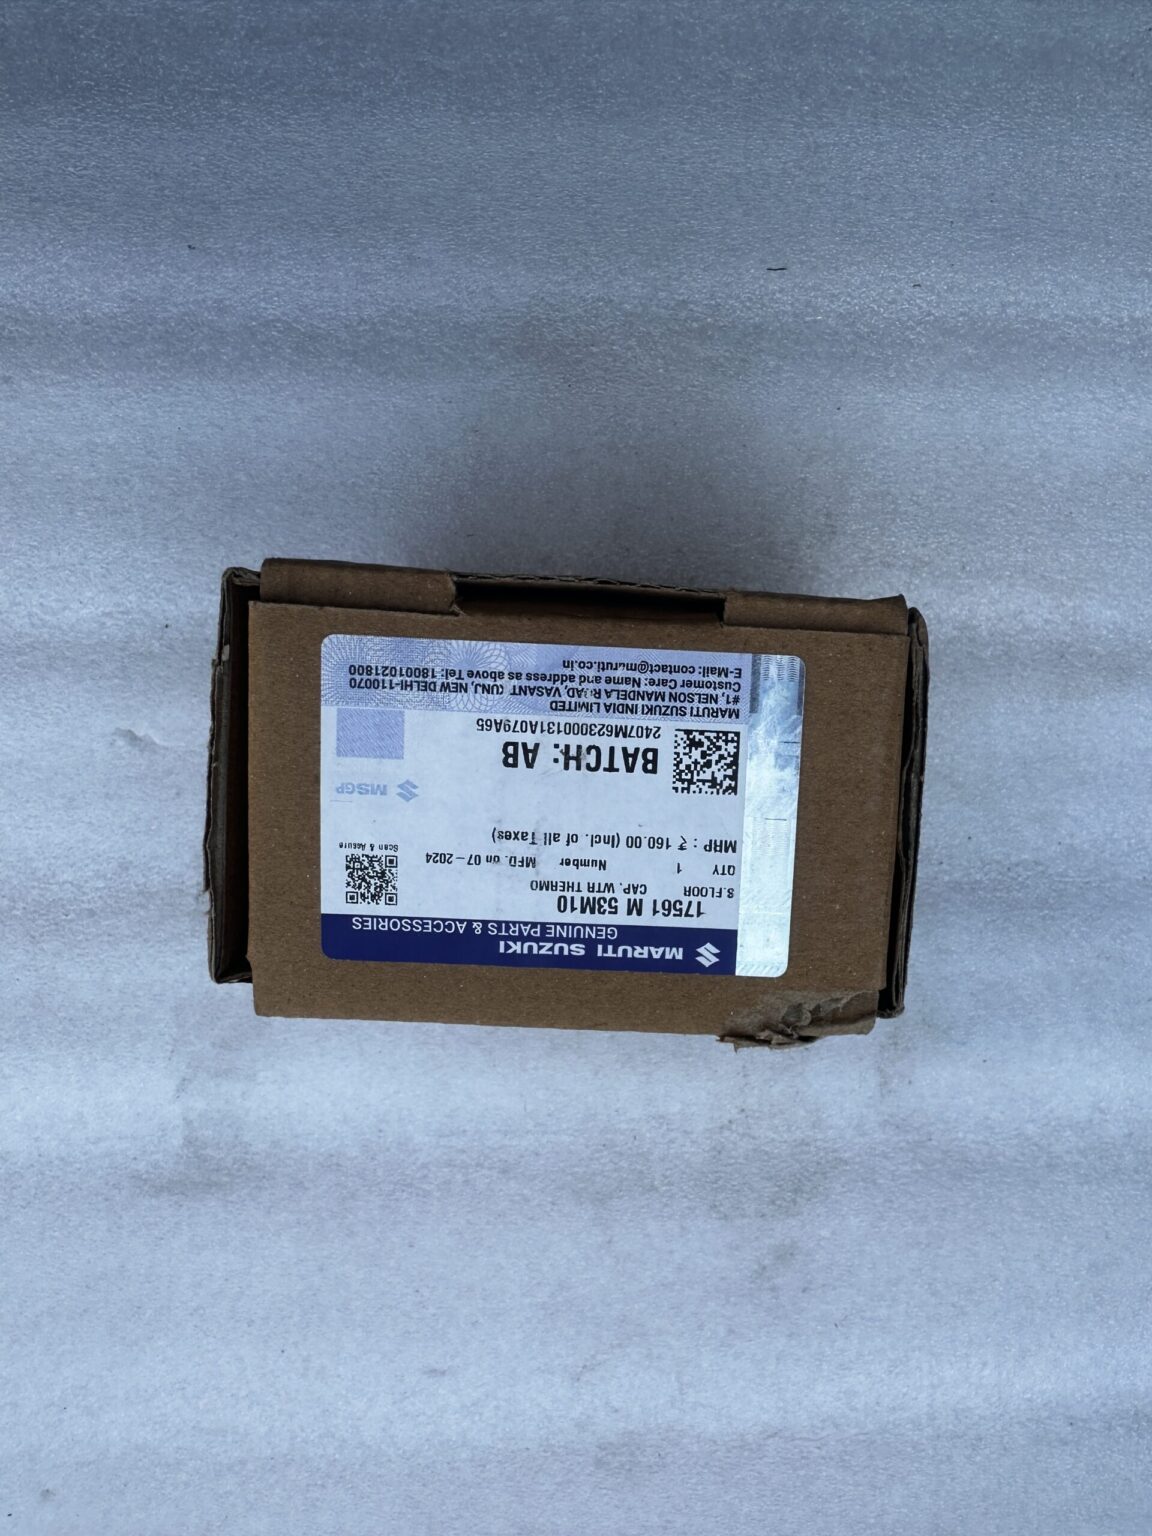 MARUTI SUZUKI
GENUINE PARTS & ACCESSORIES
17561 M 53M10
S.FLOOR CAP, WTR THERMO
QTY 1 Number MFD. on 07-2024
MRP : ₹ 160.00 (Incl. of all Taxes)
Scan & Assure
MSGP
BATCH: AB
2407M623000131A079A65
MARUTI SUZUKI INDIA LIMITED
#1, NELSON MANDELA ROAD, VASANT KUNJ, NEW DELHI-110070
Customer Care: Name and address as above Tel: 18001021800
E-Mail: contact@maruti.co.in